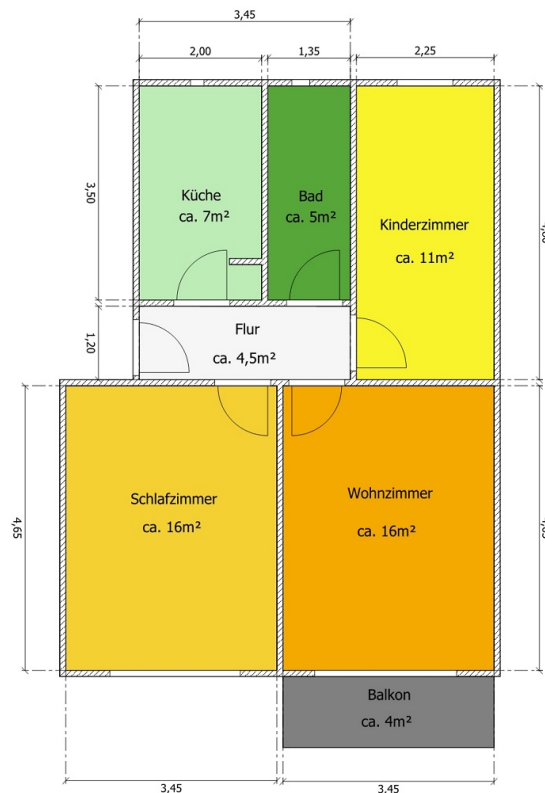 3,45
2,00
1,35
2,25
3,50
Küche
ca. 7m²
Bad
ca. 5m²
Kinderzimmer
ca. 11m²
1,20
Flur
ca. 4,5m²
4,65
Schlafzimmer
ca. 16m²
Wohnzimmer
ca. 16m²
Balkon
ca. 4m²
3,45
3,45